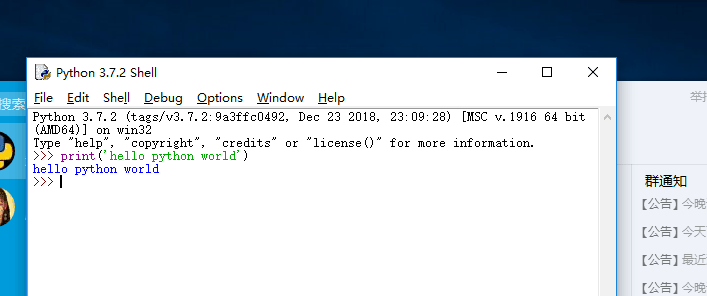 Python 3.7.2 Shell
File Edit Shell Debug Options Window Help
Python 3.7.2 (tags/v3.7.2:9a3ffc0492, Dec 23 2018, 23:09:28) [MSC v.1916 64 bit
(AMD64)] on win32
Type "help", "copyright", "credits" or "license()" for more information.
>>> print('hello python world')
hello python world
>>>
搜索
群通知
【公告】今晚
【公告】今天
【公告】最近
【公告】今晚